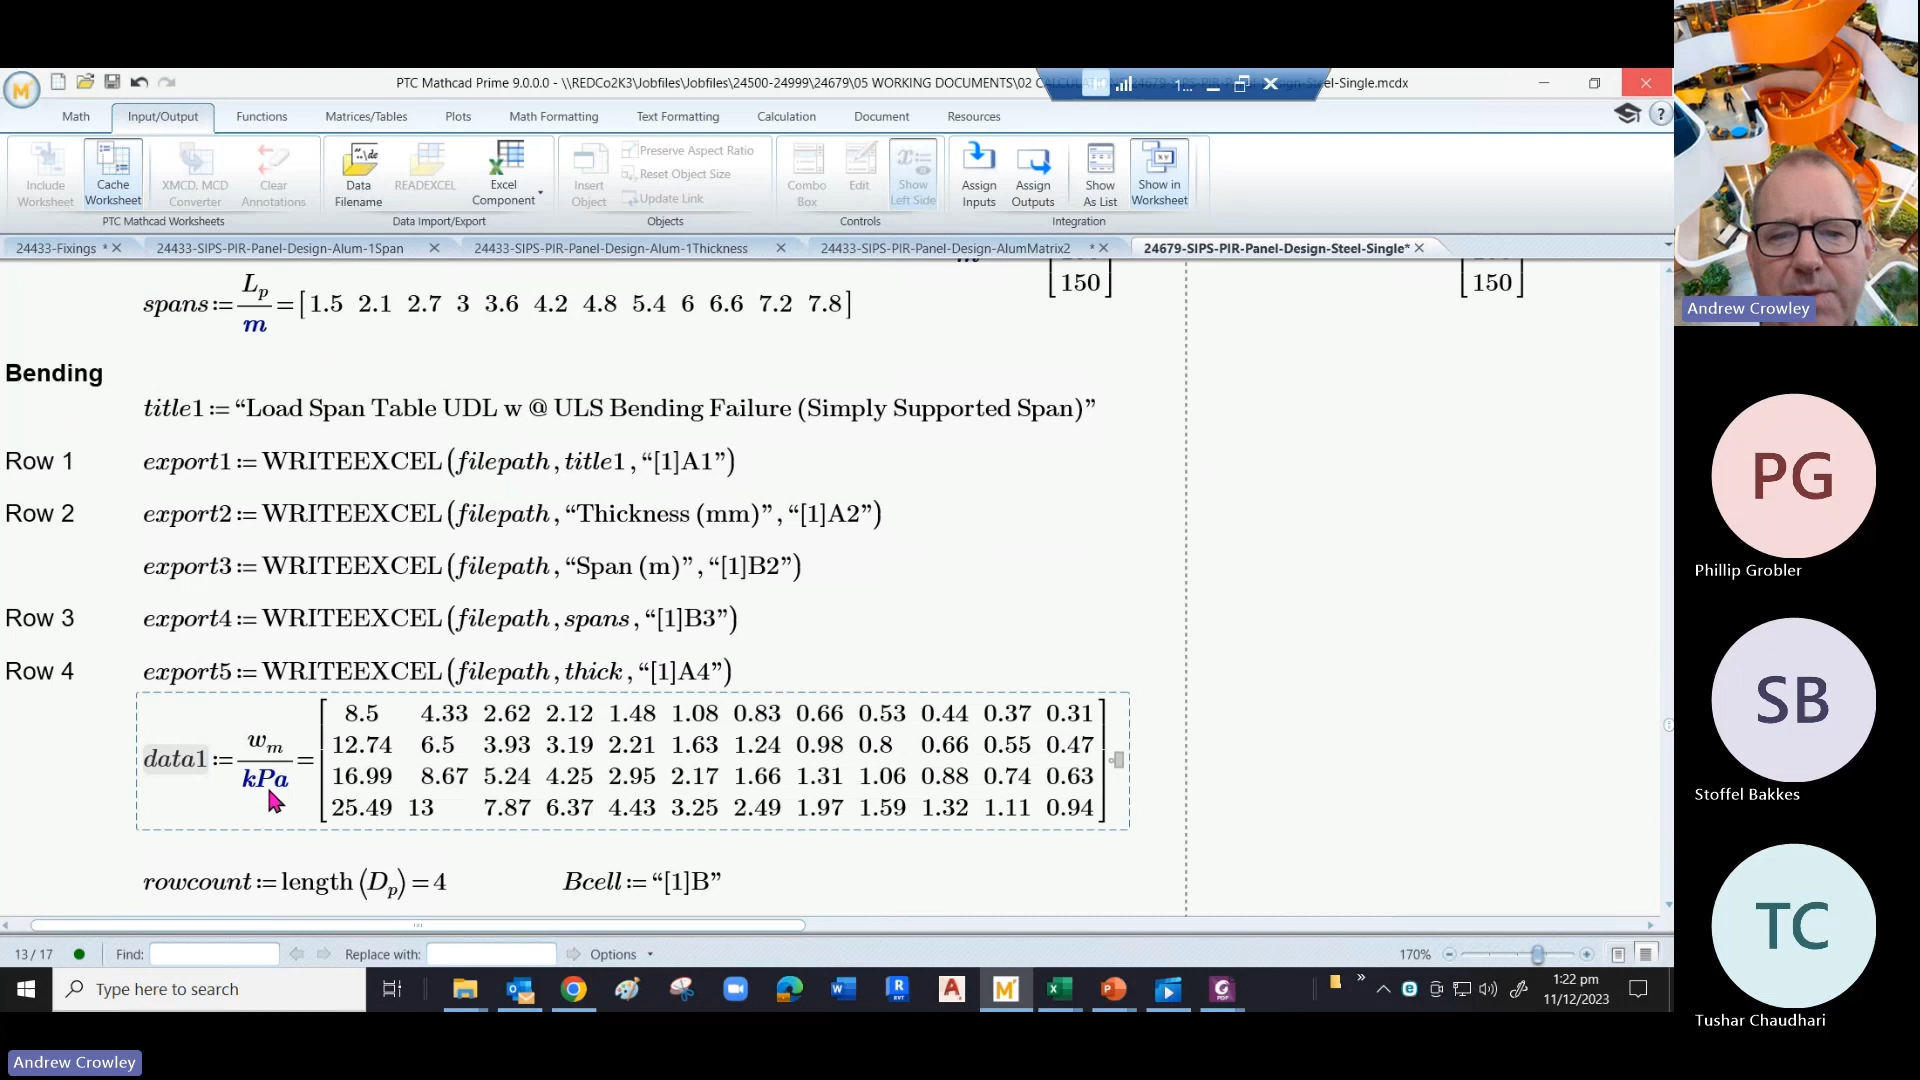 PTC Mathcad Prime 9.0.0.0 - \\REDCo2K3\Jobfiles\Jobfiles\24500-24999\24679\05 WORKING DOCUMENTS\02 -Steel-Single.mcdx
1...
Math Input/Output Functions Matrices/Tables Plots Math Formatting Text Formatting Calculation Document Resources
Include Worksheet
Cache Worksheet
XMCD, MCD Converter
Clear Annotations
PTC Mathcad Worksheets
Data Filename
READEXCEL
Excel Component
Data Import/Export
Insert Object
Preserve Aspect Ratio
Reset Object Size
Update Link
Objects
Combo Box
Edit
Show Left Side
Controls
Assign Inputs
Assign Outputs
Show As List
Show in Worksheet
Integration
24433-Fixings *
24433-SIPS-PIR-Panel-Design-Alum-1Span
24433-SIPS-PIR-Panel-Design-Alum-1Thickness
24433-SIPS-PIR-Panel-Design-AlumMatrix2 *
24679-SIPS-PIR-Panel-Design-Steel-Single*
150
150
spans:=Lp/m=[1.5 2.1 2.7 3 3.6 4.2 4.8 5.4 6 6.6 7.2 7.8]
Bending
title1:=“Load Span Table UDL w @ ULS Bending Failure (Simply Supported Span)”
Row 1 export1:=WRITEEXCEL(filepath,title1,“[1]A1”)
Row 2 export2:=WRITEEXCEL(filepath,“Thickness (mm)”,“[1]A2”)
export3:=WRITEEXCEL(filepath,“Span (m)”,“[1]B2”)
Row 3 export4:=WRITEEXCEL(filepath,spans,“[1]B3”)
Row 4 export5:=WRITEEXCEL(filepath,thick,“[1]A4”)
data1:=wm/kPa=
8.5 4.33 2.62 2.12 1.48 1.08 0.83 0.66 0.53 0.44 0.37 0.31
12.74 6.5 3.93 3.19 2.21 1.63 1.24 0.98 0.8 0.66 0.55 0.47
16.99 8.67 5.24 4.25 2.95 2.17 1.66 1.31 1.06 0.88 0.74 0.63
25.49 13 7.87 6.37 4.43 3.25 2.49 1.97 1.59 1.32 1.11 0.94
rowcount:=length(Dp)=4 Bcell:=“[1]B”
13 / 17 Find: Replace with: Options 170%
Type here to search
1:22 pm
11/12/2023
Andrew Crowley
PG
Phillip Grobler
SB
Stoffel Bakkes
TC
Tushar Chaudhari
Andrew Crowley